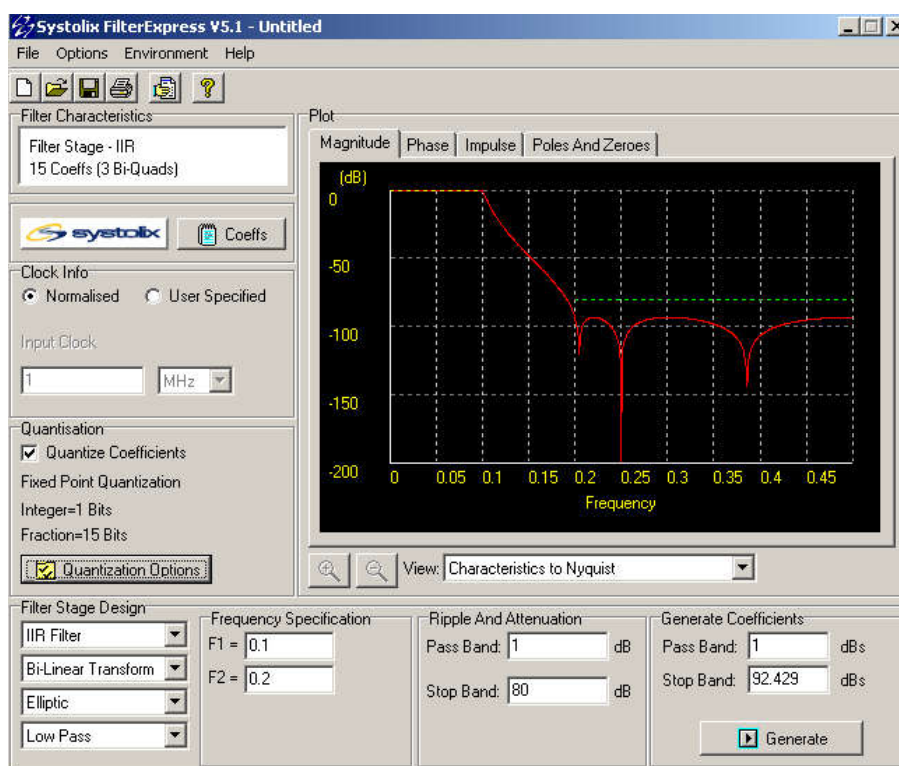 Systolix FilterExpress V5.1 - Untitled
File Options Environment Help
Filter Characteristics
Filter Stage - IIR
15 Coeffs (3 Bi-Quads)
systolix
Coeffs
Clock Info
Normalised User Specified
Input Clock
1 MHz
Quantisation
Quantize Coefficients
Fixed Point Quantization
Integer=1 Bits
Fraction=15 Bits
Quantization Options
Plot
Magnitude Phase Impulse Poles And Zeroes
(dB)
0
-50
-100
-150
-200
0 0.05 0.1 0.15 0.2 0.25 0.3 0.35 0.4 0.45
Frequency
View: Characteristics to Nyquist
Filter Stage Design
IIR Filter
Bi-Linear Transform
Elliptic
Low Pass
Frequency Specification
F1 = 0.1
F2 = 0.2
Ripple And Attenuation
Pass Band: 1 dB
Stop Band: 80 dB
Generate Coefficients
Pass Band: 1 dBs
Stop Band: 92.429 dBs
Generate